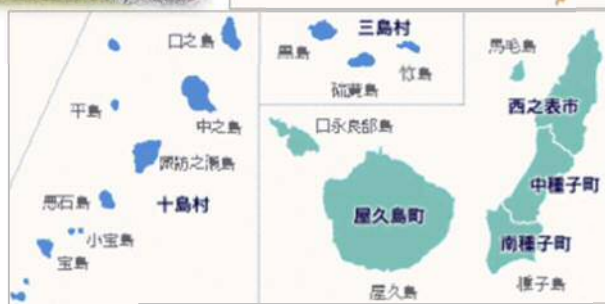 口之島
平島
中之島
諏訪之瀬島
悪石島
十島村
小宝島
宝島
三島村
黒島
竹島
硫黄島
口永良部島
屋久島町
屋久島
馬毛島
西之表市
中種子町
南種子町
種子島